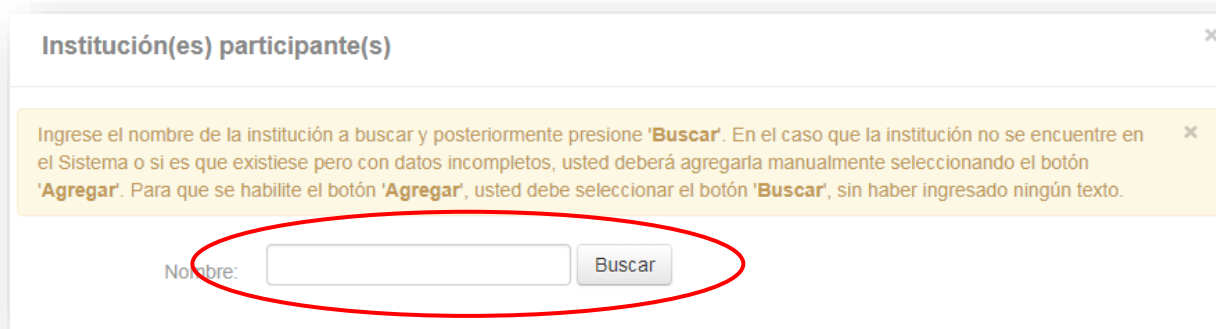 Institución(es) participante(s)
Ingrese el nombre de la institución a buscar y posteriormente presione 'Buscar'. En el caso que la institución no se encuentre en
el Sistema o si es que existiese pero con datos incompletos, usted deberá agregarla manualmente seleccionando el botón
'Agregar'. Para que se habilite el botón 'Agregar', usted debe seleccionar el botón 'Buscar', sin haber ingresado ningún texto.
Nombre: Buscar